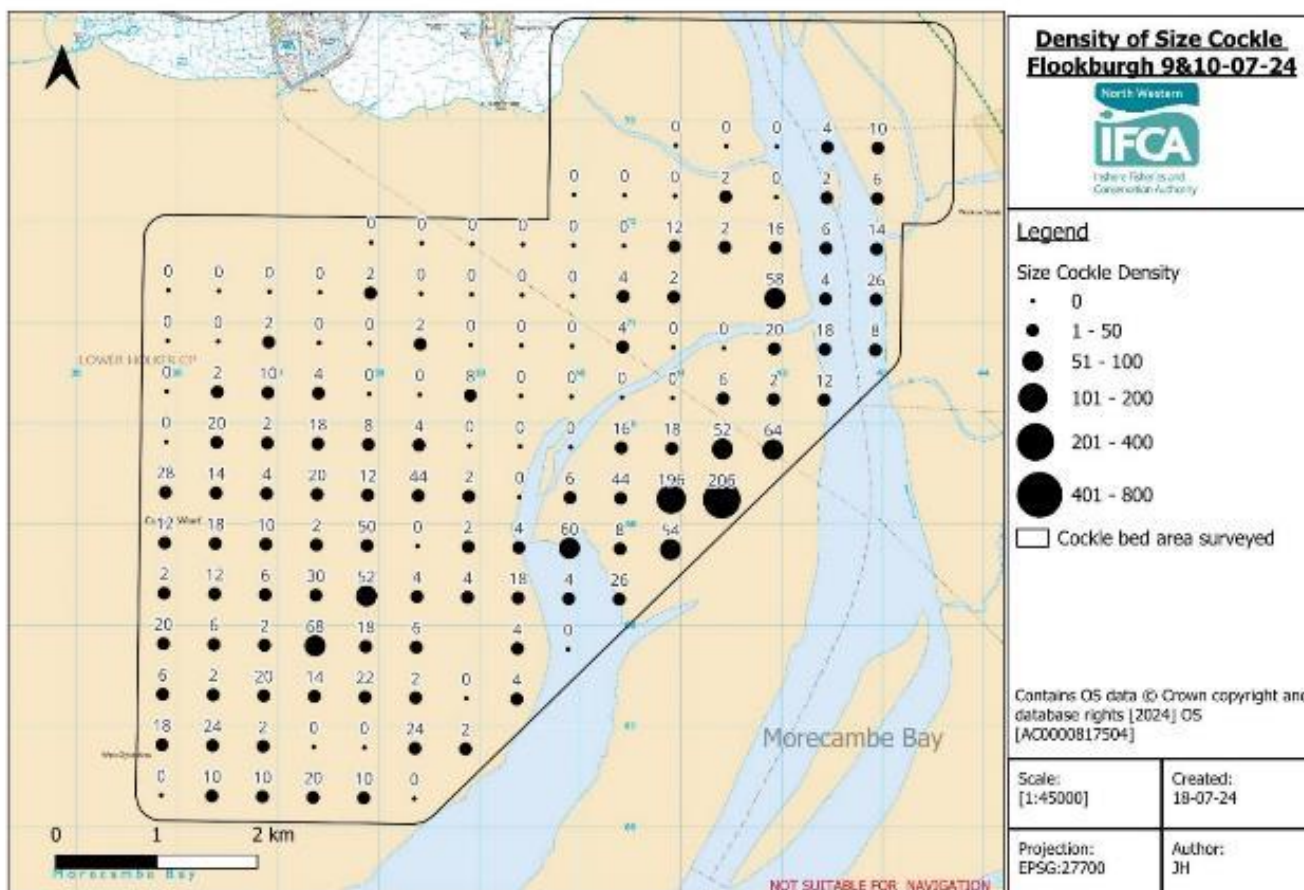 Density of Size Cockle
Flookburgh 9&10-07-24
North Western
IFCA
Inshore Fisheries and
Conservation Authority
Legend
Size Cockle Density
0
1 - 50
51 - 100
101 - 200
201 - 400
401 - 800
Cockle bed area surveyed
Contains OS data © Crown copyright and
database rights [2024] OS
[AC0000817504]
Scale:
[1:45000]
Created:
18-07-24
Projection:
EPSG:27700
Author:
JH
0 0 0 4 10
0 0 0 2 0 2 6
0 0 0 0 0 0 12 2 16 6 14
0 0 0 0 2 0 0 0 0 4 2 58 4 26
0 0 2 0 0 2 0 0 0 4 0 0 20 18 8
LOWER HOLKER CP
0 2 10 4 0 0 8 0 0 0 0 6 2 12
0 20 2 18 8 4 0 0 0 16 18 52 64
28 14 4 20 12 44 2 0 6 44 196 206
12 18 10 2 50 0 2 4 60 8 54
2 12 6 30 52 4 4 18 4 26
20 6 2 68 18 6 4 0
6 2 20 14 22 2 0 4
18 24 2 0 0 24 2
Morecambe Bay
0 10 10 20 10 0
0 1 2 km
Morecambe Bay
NOT SUITABLE FOR NAVIGATION